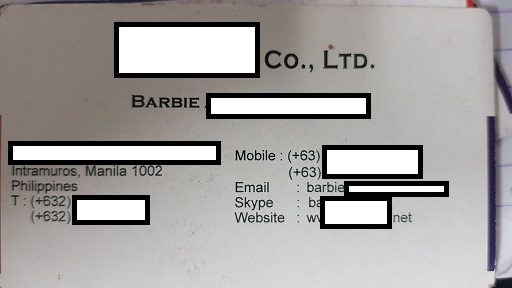 Co., Ltd.
Barbie
Intramuros, Manila 1002
Philippines
T : (+632)
(+632)
Mobile : (+63)
(+63)
Email : barbie
Skype : ba
Website : w net